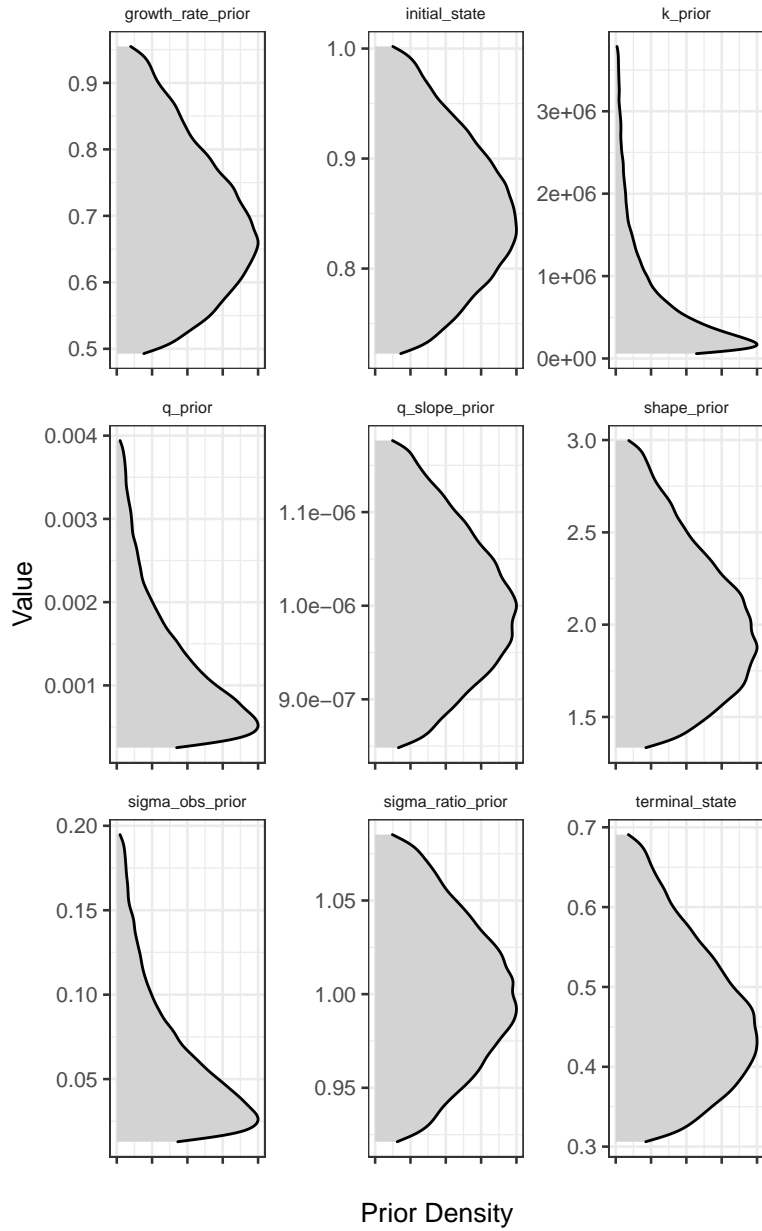 growth_rate_prior
initial_state
k_prior
0.9
0.8
0.7
0.6
0.5
1.0
0.9
0.8
3e+06
2e+06
1e+06
0e+00
q_prior
q_slope_prior
shape_prior
0.004
0.003
0.002
0.001
1.1e−06
1.0e−06
9.0e−07
3.0
2.5
2.0
1.5
Value
sigma_obs_prior
sigma_ratio_prior
terminal_state
0.20
0.15
0.10
0.05
1.05
1.00
0.95
0.7
0.6
0.5
0.4
0.3
Prior Density